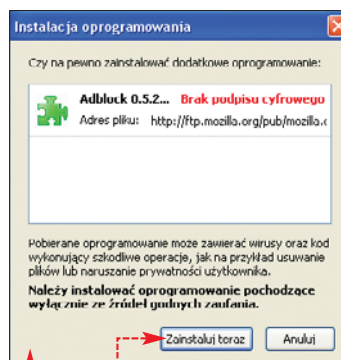 Instalacja oprogramowania
Czy na pewno zainstalować dodatkowe oprogramowanie:
Adblock 0.5.2... Brak podpisu cyfrowego
Adres pliku: http://ftp.mozilla.org/pub/mozilla.c
Pobierane oprogramowanie może zawierać wirusy oraz kod
wykonujący szkodliwe operacje, jak na przykład usuwanie
plików lub naruszanie prywatności użytkownika.
Należy instalować oprogramowanie pochodzące
wyłącznie ze źródeł godnych zaufania.
Zainstaluj teraz Anuluj